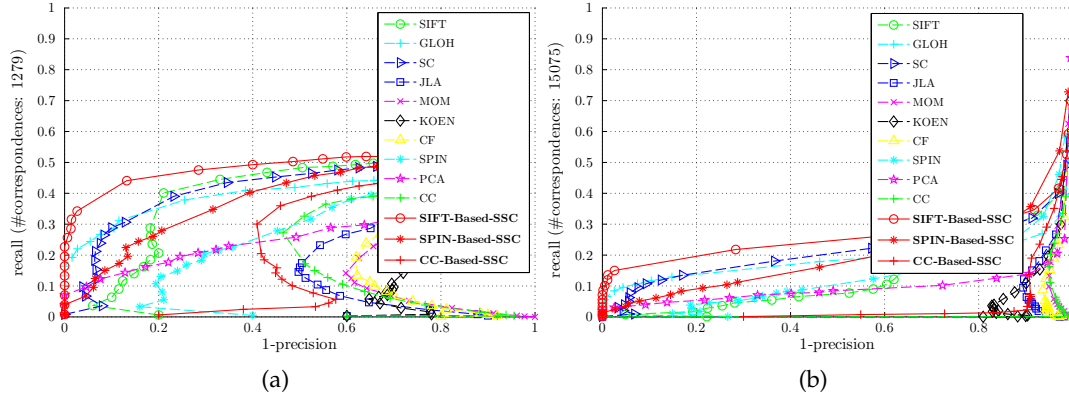 1
0.9
0.8
0.7
0.6
0.5
0.4
0.3
0.2
0.1
0
recall (#correspondences: 1279)
0
0.2
0.4
0.6
0.8
1
1-precision
SIFT
GLOH
SC
JLA
MOM
KOEN
CF
SPIN
PCA
CC
SIFT-Based-SSC
SPIN-Based-SSC
CC-Based-SSC
(a)
1
0.9
0.8
0.7
0.6
0.5
0.4
0.3
0.2
0.1
0
recall (#correspondences: 15075)
0
0.2
0.4
0.6
0.8
1-precision
SIFT
GLOH
SC
JLA
MOM
KOEN
CF
SPIN
PCA
CC
SIFT-Based-SSC
SPIN-Based-SSC
CC-Based-SSC
(b)